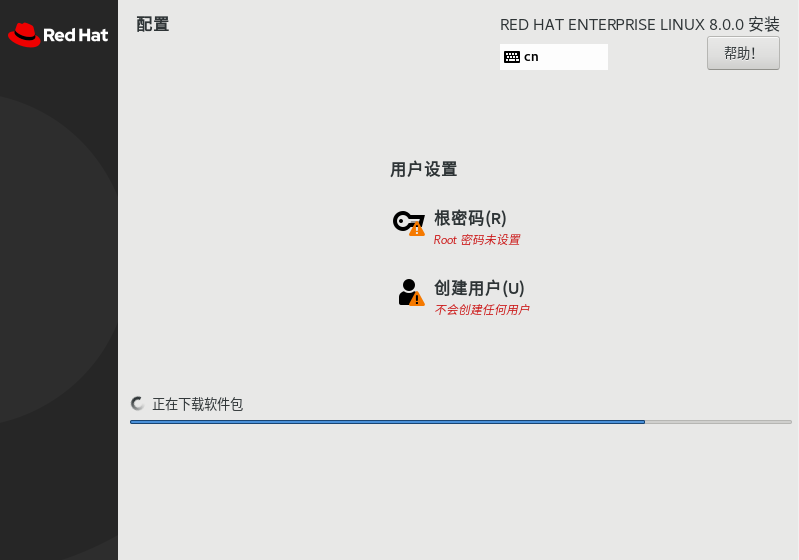 Red Hat
配置
RED HAT ENTERPRISE LINUX 8.0.0 安装
cn
帮助!
用户设置
根密码(R)
Root 密码未设置
创建用户(U)
不会创建任何用户
正在下载软件包